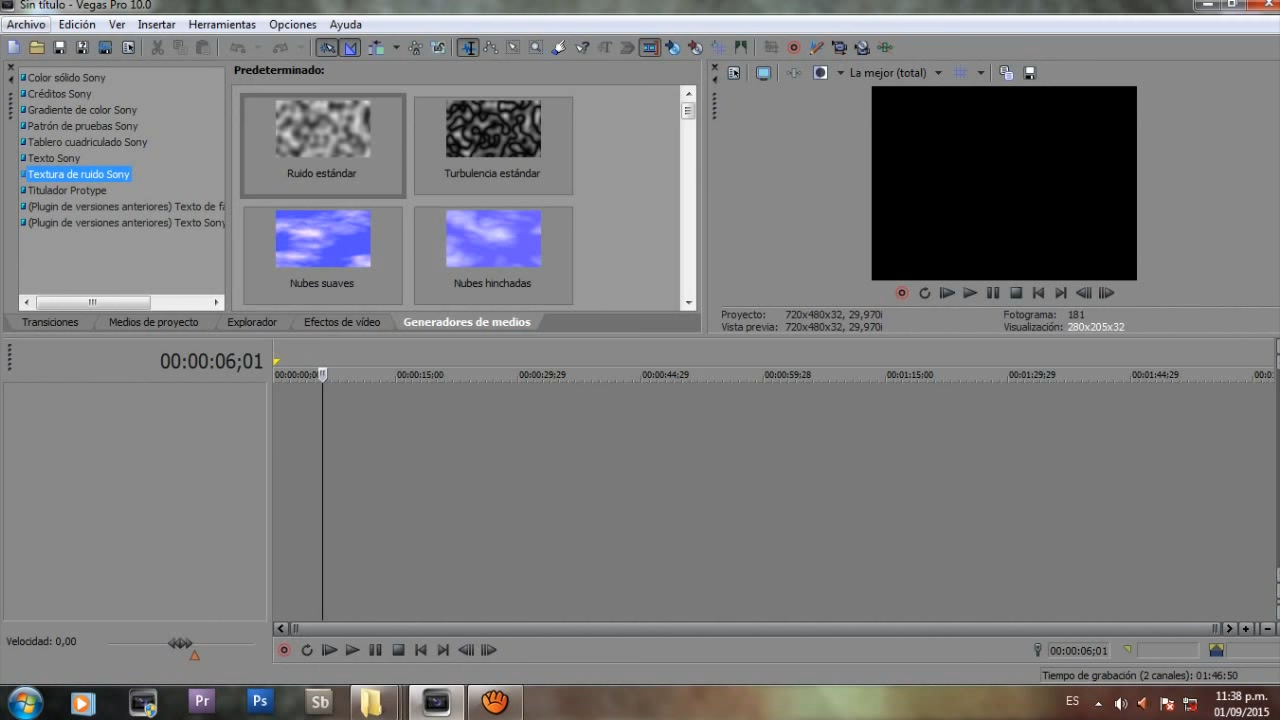 Sin título - Vegas Pro 10.0
Archivo Edición Ver Insertar Herramientas Opciones Ayuda
Color sólido Sony
Créditos Sony
Gradiente de color Sony
Patrón de pruebas Sony
Tablero cuadriculado Sony
Texto Sony
Textura de ruido Sony
Titulador Protype
(Plugin de versiones anteriores) Texto de fa
(Plugin de versiones anteriores) Texto Sony
Predeterminado:
Ruido estándar
Turbulencia estándar
Nubes suaves
Nubes hinchadas
Transiciones Medios de proyecto Explorador Efectos de vídeo Generadores de medios
La mejor (total)
Proyecto: 720x480x32, 29,970i
Vista previa: 720x480x32, 29,970i
Fotograma: 181
Visualización: 280x205x32
00:00:06;01
00:00:15;00 00:00:29;29 00:00:44;29 00:00:59;28 00:01:15;00 00:01:29;29 00:01:44;29
Velocidad: 0,00
00:00:06;01
Tiempo de grabación (2 canales): 01:46:50
Pr Ps Sb
ES
11:38 p.m.
01/09/2015